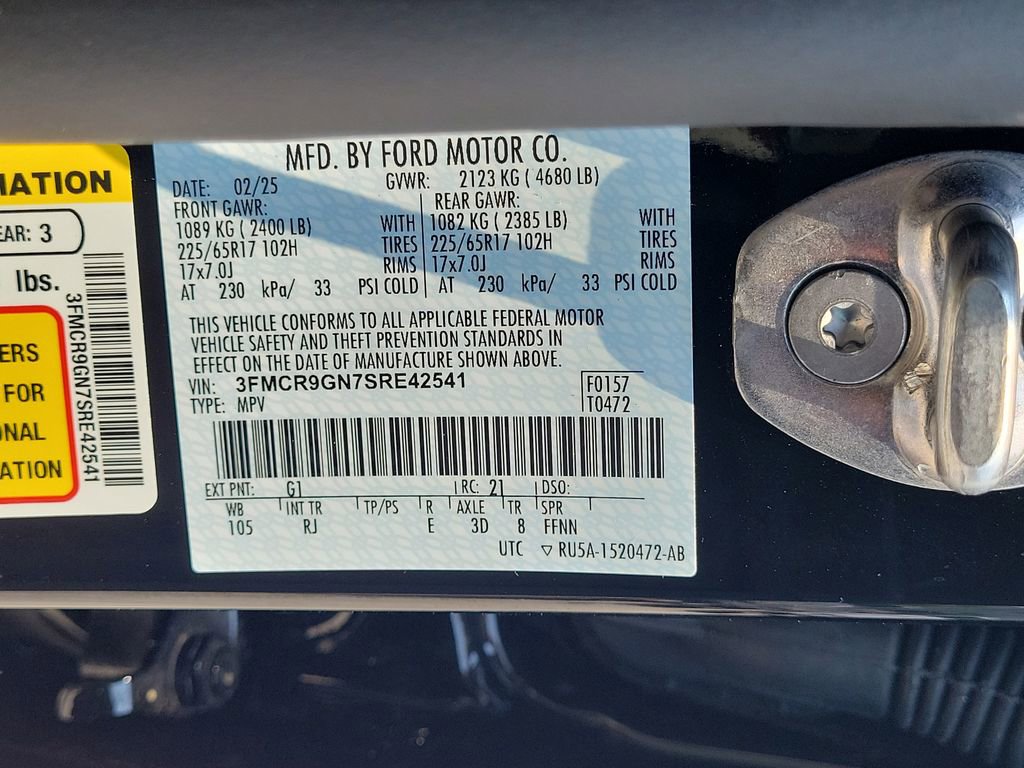 MATION
EAR: 3
lbs.
ERS
FOR
ONAL
ATION
3FMCR9GN7SRE42541
MFD. BY FORD MOTOR CO.
DATE: 02/25 GVWR: 2123 KG ( 4680 LB)
FRONT GAWR: REAR GAWR:
1089 KG ( 2400 LB) WITH 1082 KG ( 2385 LB) WITH
225/65R17 102H TIRES 225/65R17 102H TIRES
17x7.0J RIMS 17x7.0J RIMS
AT 230 kPa/ 33 PSI COLD AT 230 kPa/ 33 PSI COLD
THIS VEHICLE CONFORMS TO ALL APPLICABLE FEDERAL MOTOR
VEHICLE SAFETY AND THEFT PREVENTION STANDARDS IN
EFFECT ON THE DATE OF MANUFACTURE SHOWN ABOVE.
VIN: 3FMCR9GN7SRE42541 F0157
TYPE: MPV T0472
EXT PNT: G1 RC: 21 DSO:
WB INT TR TP/PS R AXLE TR SPR
105 RJ E 3D 8 FFNN
UTC ▽ RU5A-1520472-AB